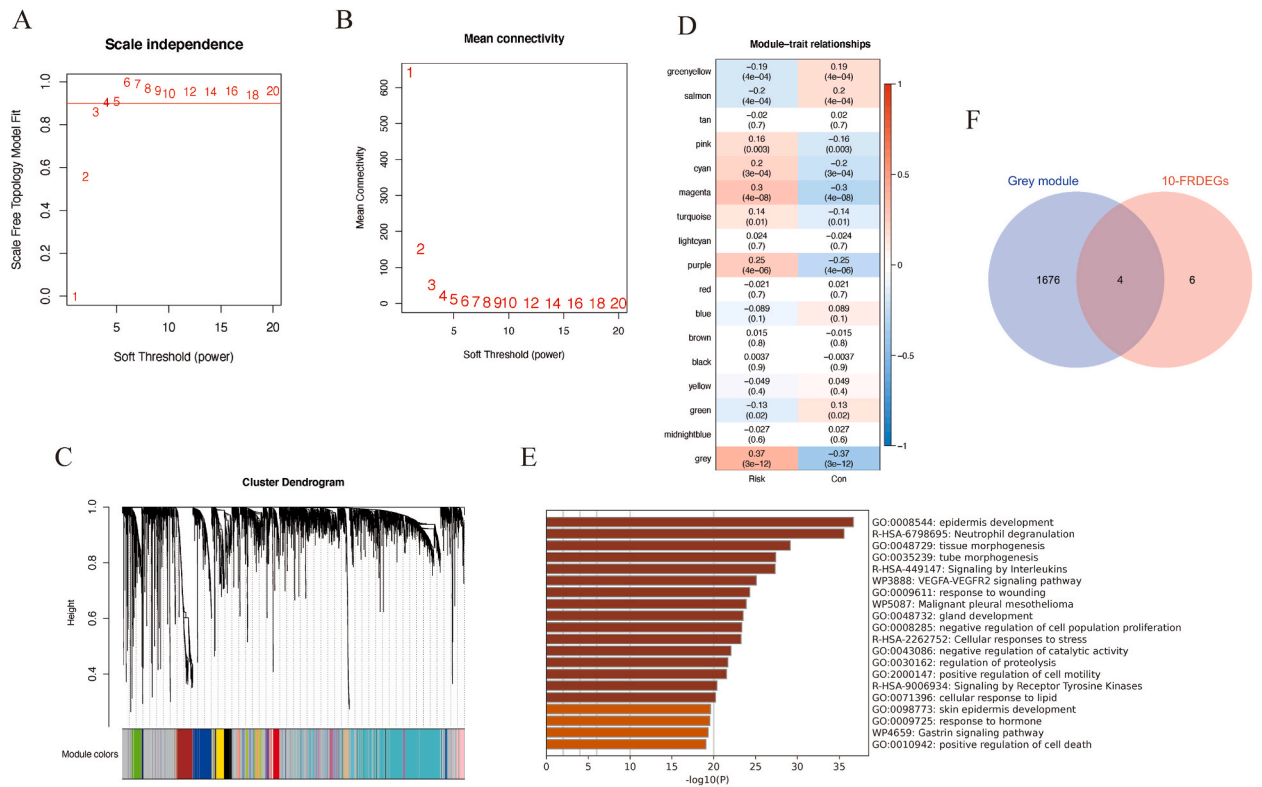 A
Scale independence
Scale Free Topology Model Fit
1.0
0.8
0.6
0.4
0.2
0.0
1
2
3
4
5
6
7
8
9
10
12
14
16
18
20
5
10
15
20
Soft Threshold (power)
B
Mean connectivity
Mean Connectivity
600
500
400
300
200
100
0
1
2
3
4
5
6
7
8
9
10
12
14
16
18
20
5
10
15
20
Soft Threshold (power)
D
Module–trait relationships
greenyellow −0.19 0.19
(4e−04) (4e−04)
salmon −0.2 0.2
(4e−04) (4e−04)
tan −0.02 0.02
(0.7) (0.7)
pink 0.16 −0.16
(0.003) (0.003)
cyan 0.2 −0.2
(3e−04) (3e−04)
magenta 0.3 −0.3
(4e−08) (4e−08)
turquoise 0.14 −0.14
(0.01) (0.01)
lightcyan 0.024 −0.024
(0.7) (0.7)
purple 0.25 −0.25
(4e−06) (4e−06)
red −0.021 0.021
(0.7) (0.7)
blue −0.089 0.089
(0.1) (0.1)
brown 0.015 −0.015
(0.8) (0.8)
black 0.0037 −0.0037
(0.9) (0.9)
yellow −0.049 0.049
(0.4) (0.4)
green −0.13 0.13
(0.02) (0.02)
midnightblue −0.027 0.027
(0.6) (0.6)
grey 0.37 −0.37
(3e−12) (3e−12)
Risk Con
1
0.5
0
−0.5
−1
F
Grey module
10-FRDEGs
1676
4
6
C
Cluster Dendrogram
Height
1.0
0.8
0.6
0.4
Module colors
E
GO:0008544: epidermis development
R-HSA-6798695: Neutrophil degranulation
GO:0048729: tissue morphogenesis
GO:0035239: tube morphogenesis
R-HSA-449147: Signaling by Interleukins
WP3888: VEGFA-VEGFR2 signaling pathway
GO:0009611: response to wounding
WP5087: Malignant pleural mesothelioma
GO:0048732: gland development
GO:0008285: negative regulation of cell population proliferation
R-HSA-2262752: Cellular responses to stress
GO:0043086: negative regulation of catalytic activity
GO:0030162: regulation of proteolysis
GO:2000147: positive regulation of cell motility
R-HSA-9006934: Signaling by Receptor Tyrosine Kinases
GO:0071396: cellular response to lipid
GO:0098773: skin epidermis development
GO:0009725: response to hormone
WP4659: Gastrin signaling pathway
GO:0010942: positive regulation of cell death
0
5
10
15
20
25
30
35
-log10(P)